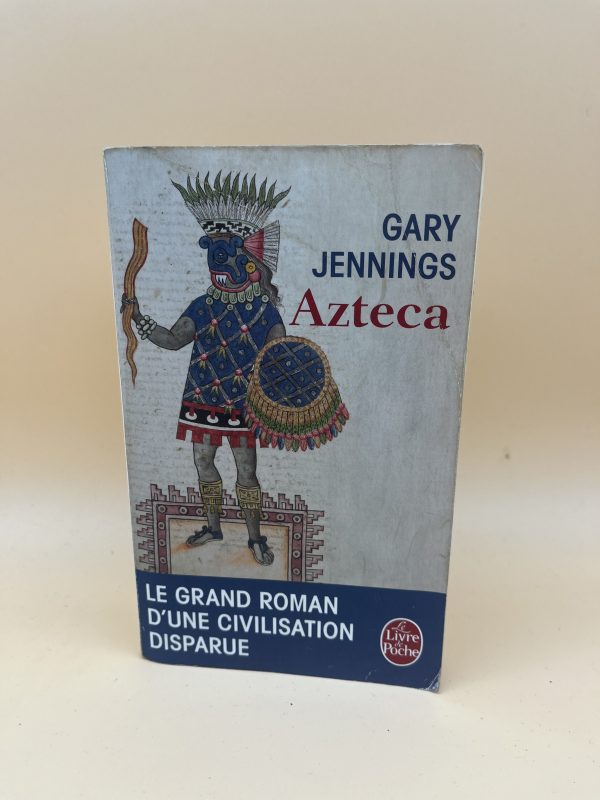 GARY
JENNINGS
Azteca
LE GRAND ROMAN
D'UNE CIVILISATION
DISPARUE
Le
Livre
de
Poche